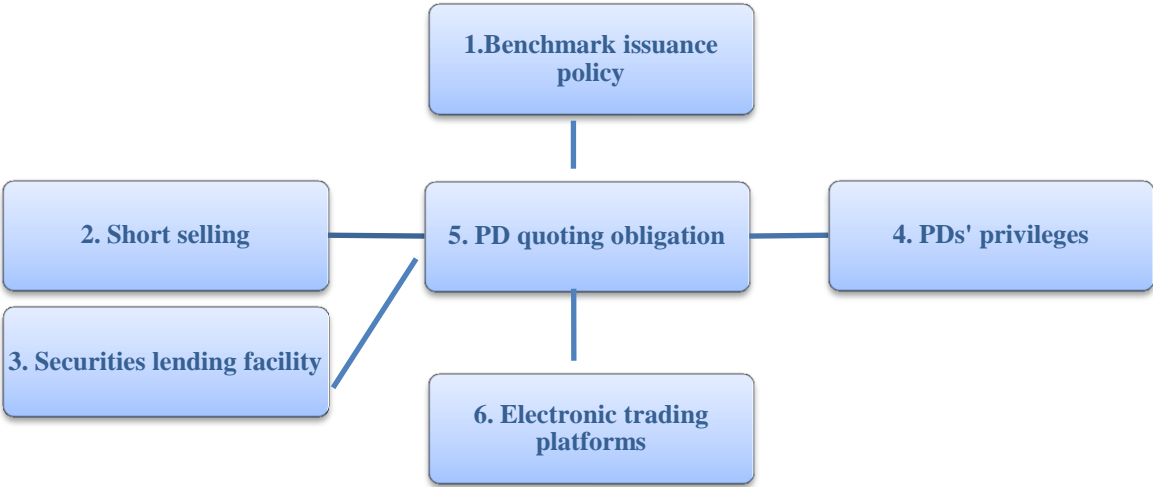 1.Benchmark issuance
policy
2. Short selling
5. PD quoting obligation
4. PDs' privileges
3. Securities lending facility
6. Electronic trading
platforms